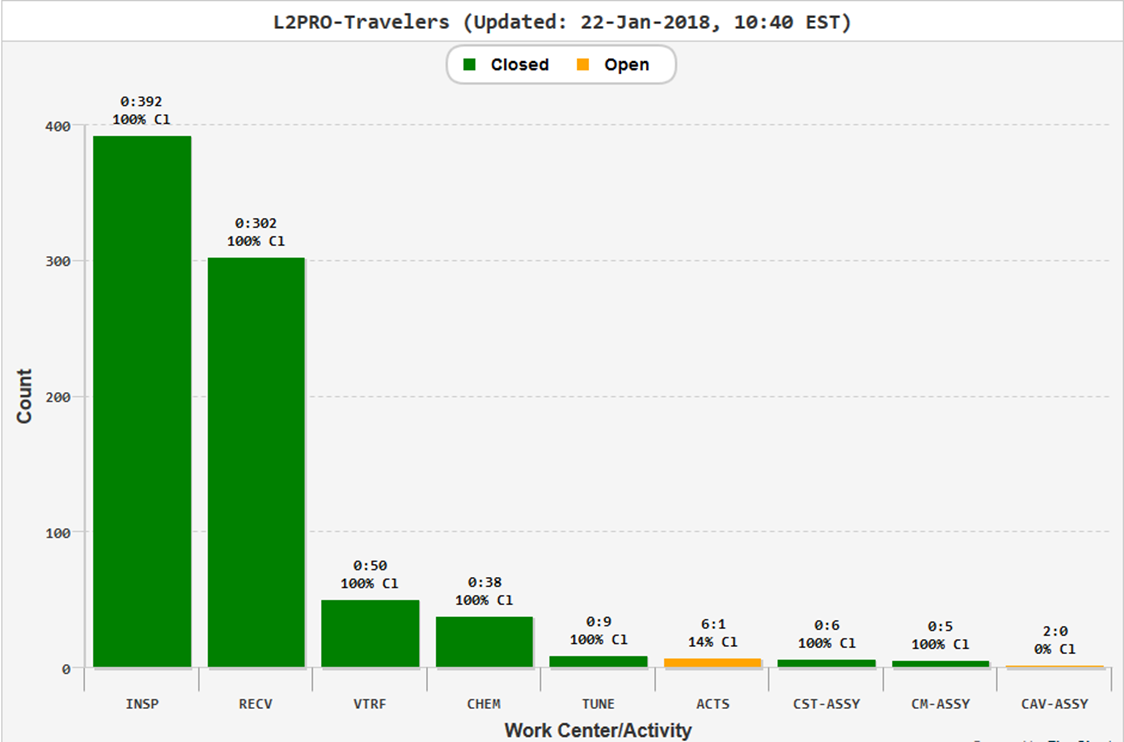 L2PRO-Travelers (Updated: 22-Jan-2018, 10:40 EST)
Closed Open
0:392
100% Cl
0:302
100% Cl
0:50
100% Cl
0:38
100% Cl
0:9
100% Cl
6:1
14% Cl
0:6
100% Cl
0:5
100% Cl
2:0
0% Cl
400
300
200
100
0
Count
INSP RECV VTRF CHEM TUNE ACTS CST-ASSY CM-ASSY CAV-ASSY
Work Center/Activity